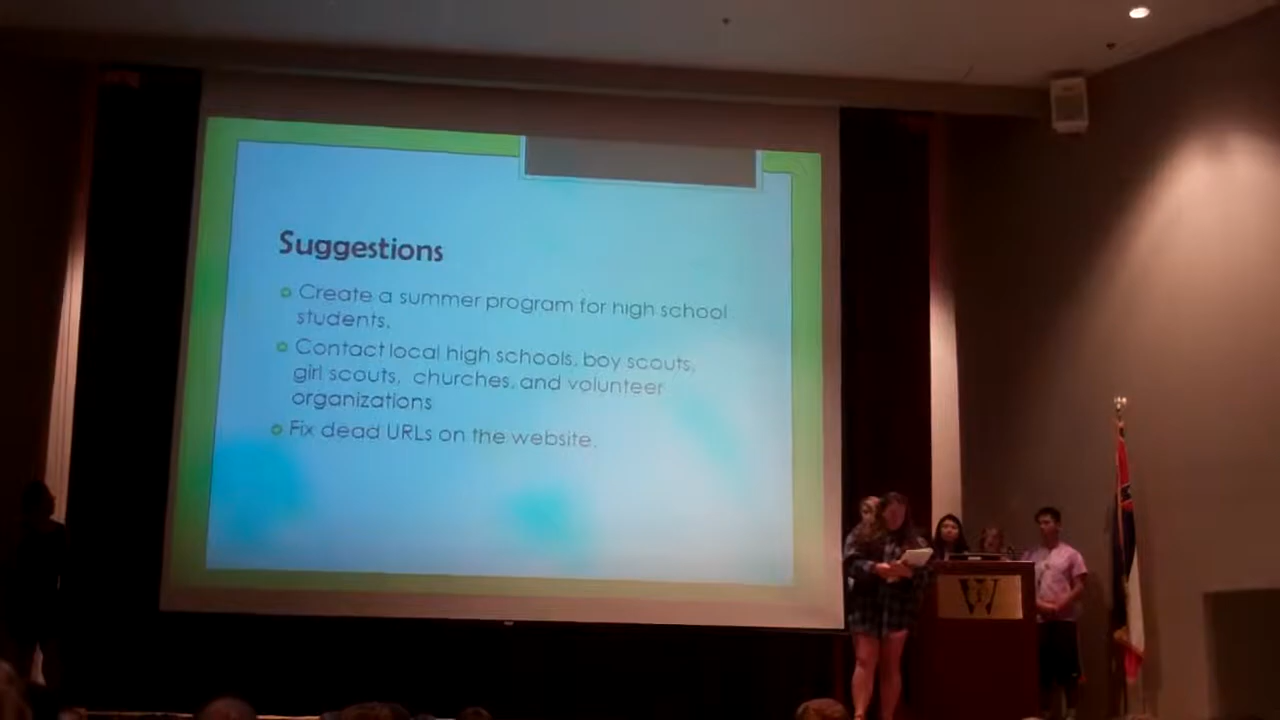 Suggestions
Create a summer program for high school
students.
Contact local high schools, boy scouts,
girl scouts, churches, and volunteer
organizations
Fix dead URLs on the website.
W